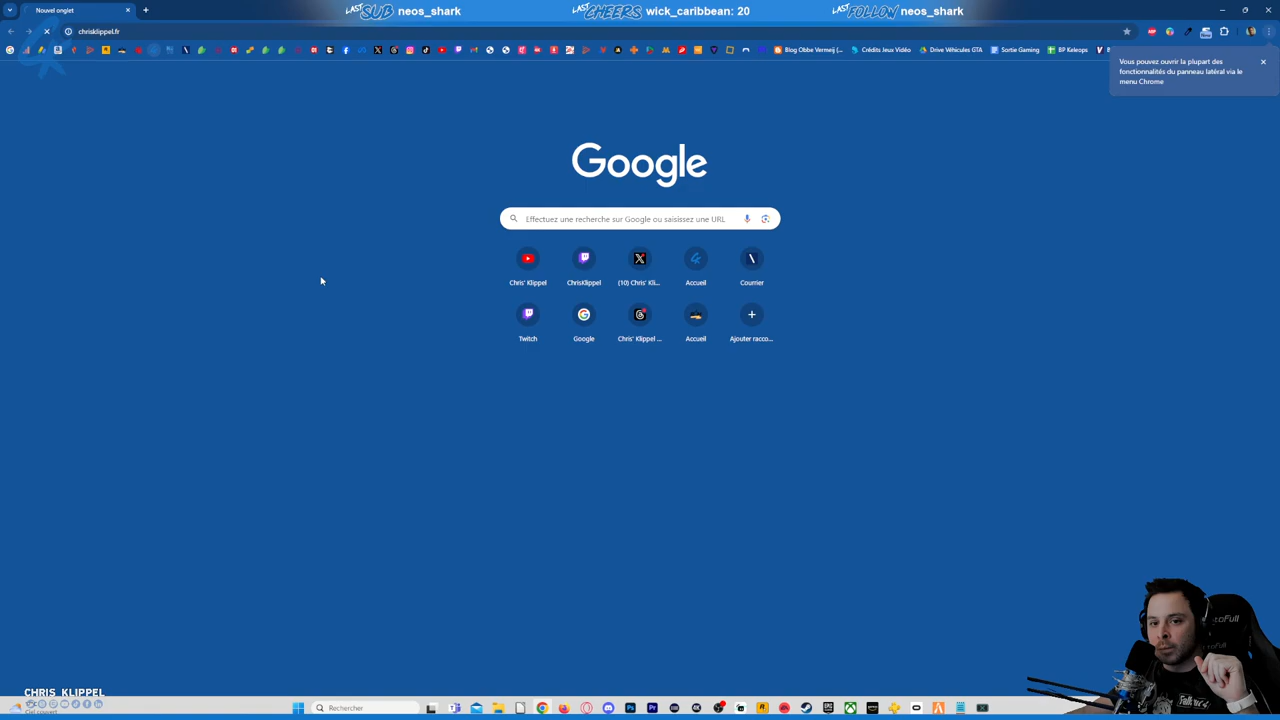 Nouvel onglet
LAST SUB neos_shark
LAST CHEERS wick_caribbean: 20
LAST FOLLOW neos_shark
chrisklippel.fr
Blog Obbe Vermeij (...
Crédits Jeux Vidéo
Drive Véhicules GTA
Sortie Gaming
BP Keleops
Vous pouvez ouvrir la plupart des
fonctionnalités du panneau latéral via le
menu Chrome
Google
Effectuez une recherche sur Google ou saisissez une URL
Chris' Klippel
ChrisKlippel
(10) Chris' Kli...
Accueil
Courrier
Twitch
Google
Chris' Klippel ...
Accueil
Ajouter racco...
CHRIS_KLIPPEL
Ciel couvert
Rechercher